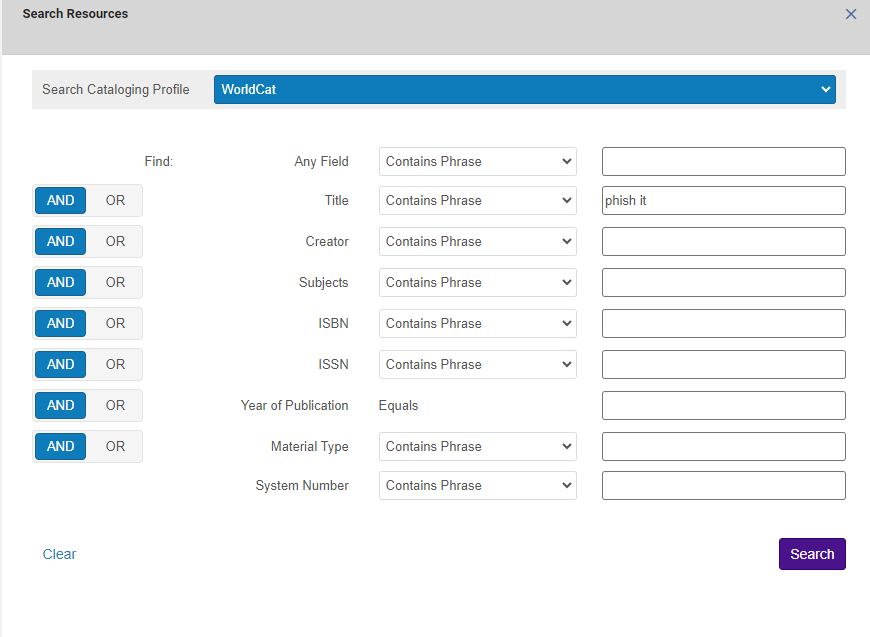 Search Resources
Search Cataloging Profile WorldCat
Find: Any Field Contains Phrase
AND OR Title Contains Phrase phish it
AND OR Creator Contains Phrase
AND OR Subjects Contains Phrase
AND OR ISBN Contains Phrase
AND OR ISSN Contains Phrase
AND OR Year of Publication Equals
AND OR Material Type Contains Phrase
System Number Contains Phrase
Clear Search